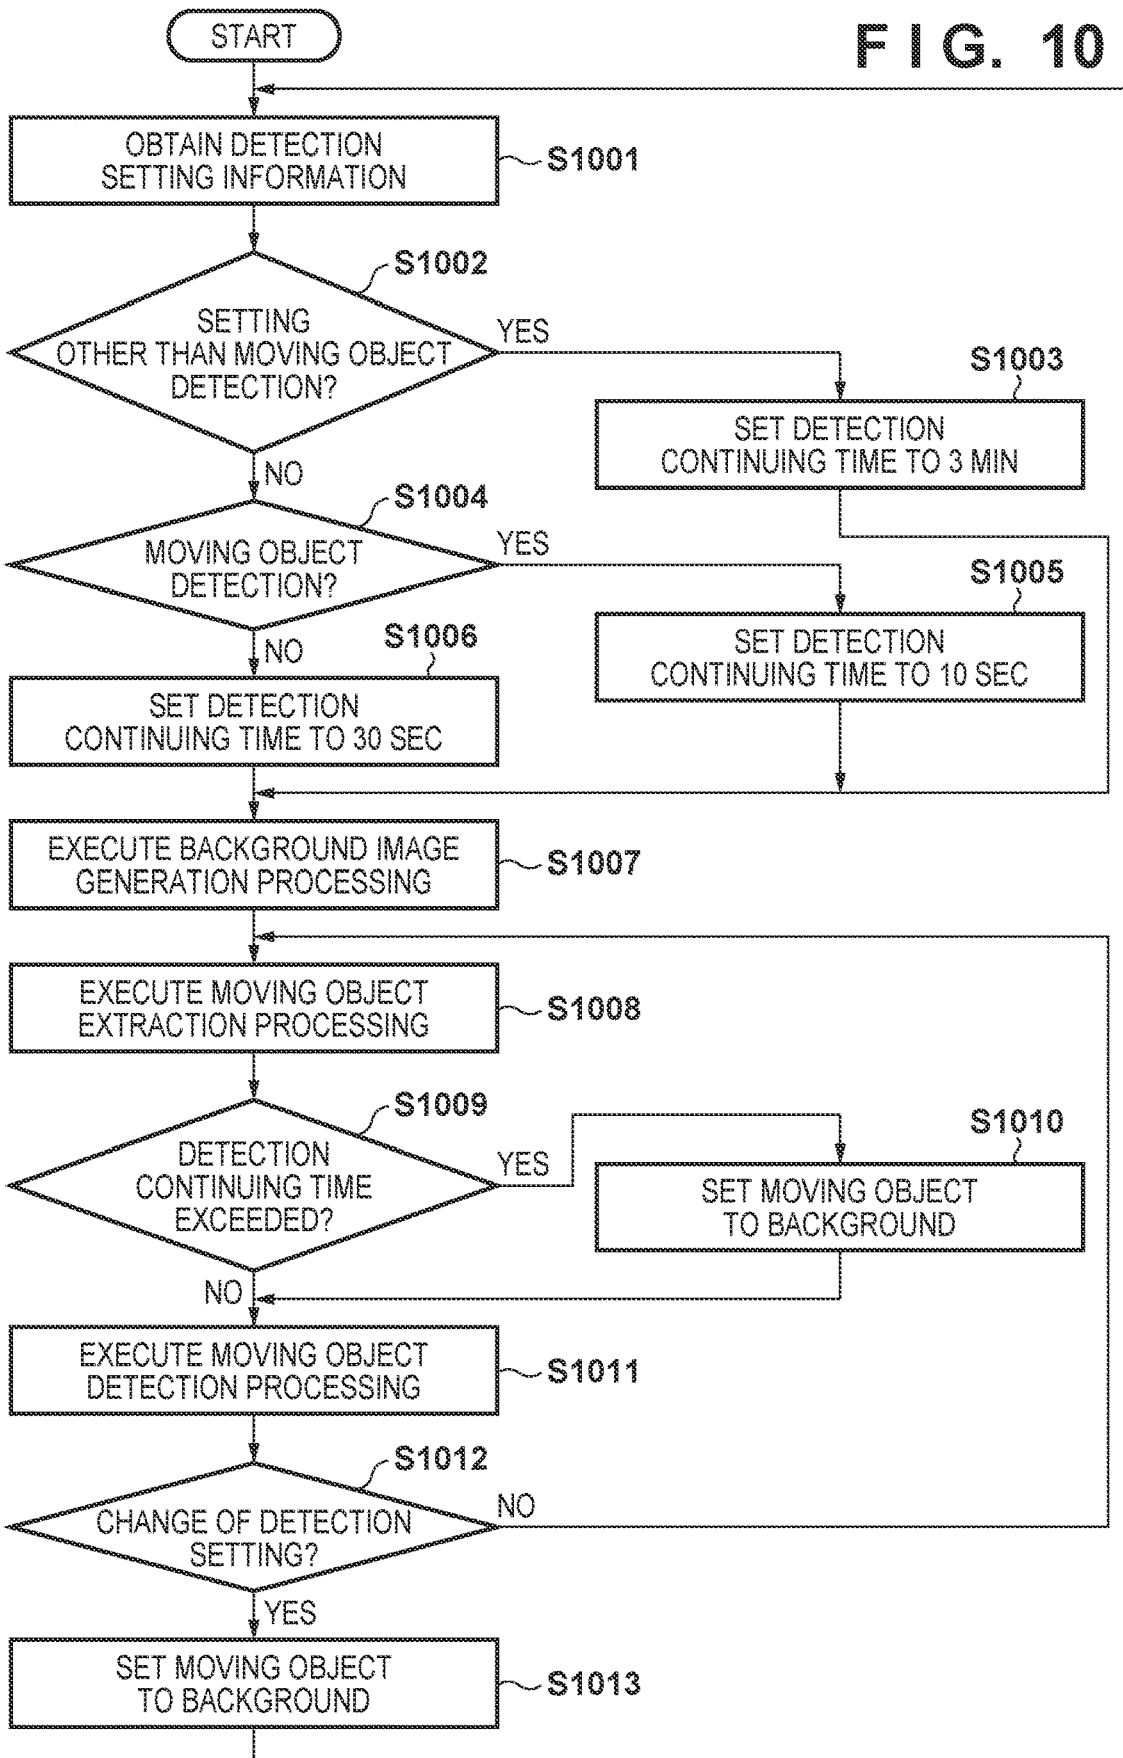 START
F I G. 10
OBTAIN DETECTION
SETTING INFORMATION
S1001
S1002
SETTING
OTHER THAN MOVING OBJECT
DETECTION?
YES
NO
S1003
SET DETECTION
CONTINUING TIME TO 3 MIN
S1004
MOVING OBJECT
DETECTION?
YES
NO
S1005
SET DETECTION
CONTINUING TIME TO 10 SEC
S1006
SET DETECTION
CONTINUING TIME TO 30 SEC
EXECUTE BACKGROUND IMAGE
GENERATION PROCESSING
S1007
EXECUTE MOVING OBJECT
EXTRACTION PROCESSING
S1008
S1009
DETECTION
CONTINUING TIME
EXCEEDED?
YES
NO
S1010
SET MOVING OBJECT
TO BACKGROUND
EXECUTE MOVING OBJECT
DETECTION PROCESSING
S1011
S1012
CHANGE OF DETECTION
SETTING?
NO
YES
SET MOVING OBJECT
TO BACKGROUND
S1013